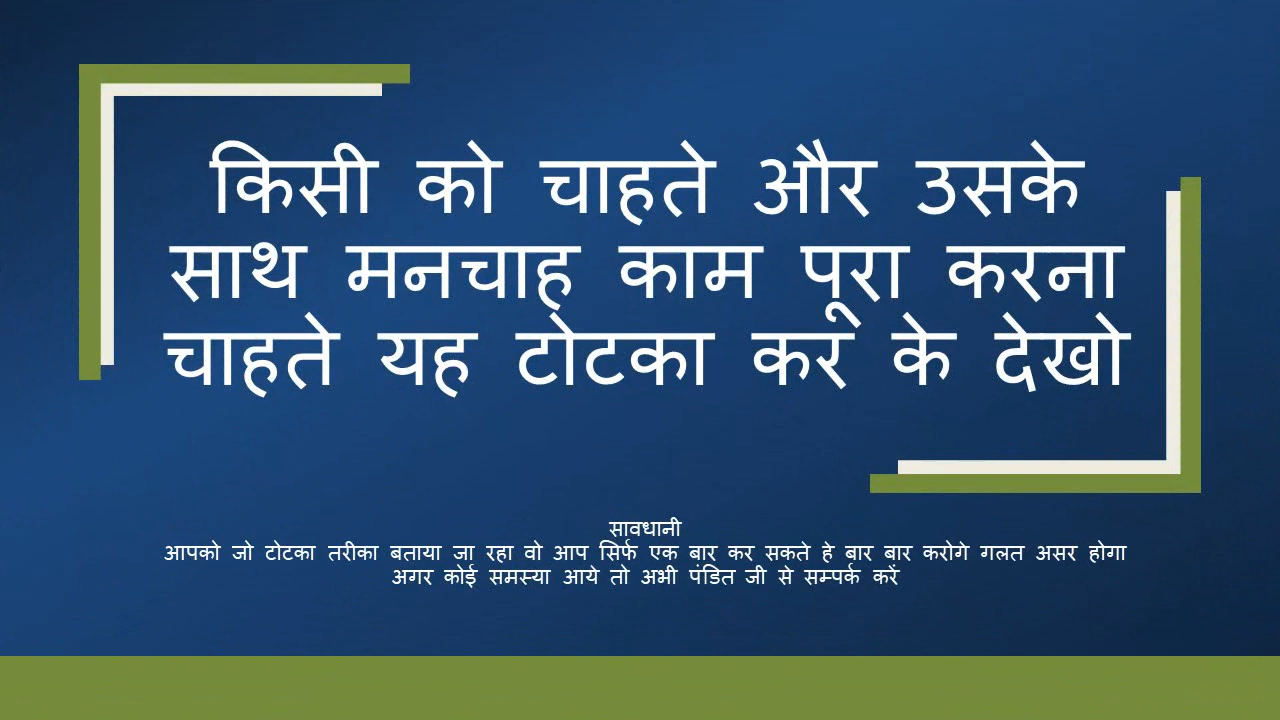 किसी को चाहते और उसके
साथ मनचाह काम पूरा करना
चाहते यह टोटका कर के देखो
सावधानी
आपको जो टोटका तरीका बताया जा रहा वो आप सिर्फ एक बार कर सकते हे बार बार करोगे गलत असर होगा
अगर कोई समस्या आये तो अभी पंडित जी से सम्पर्क करें